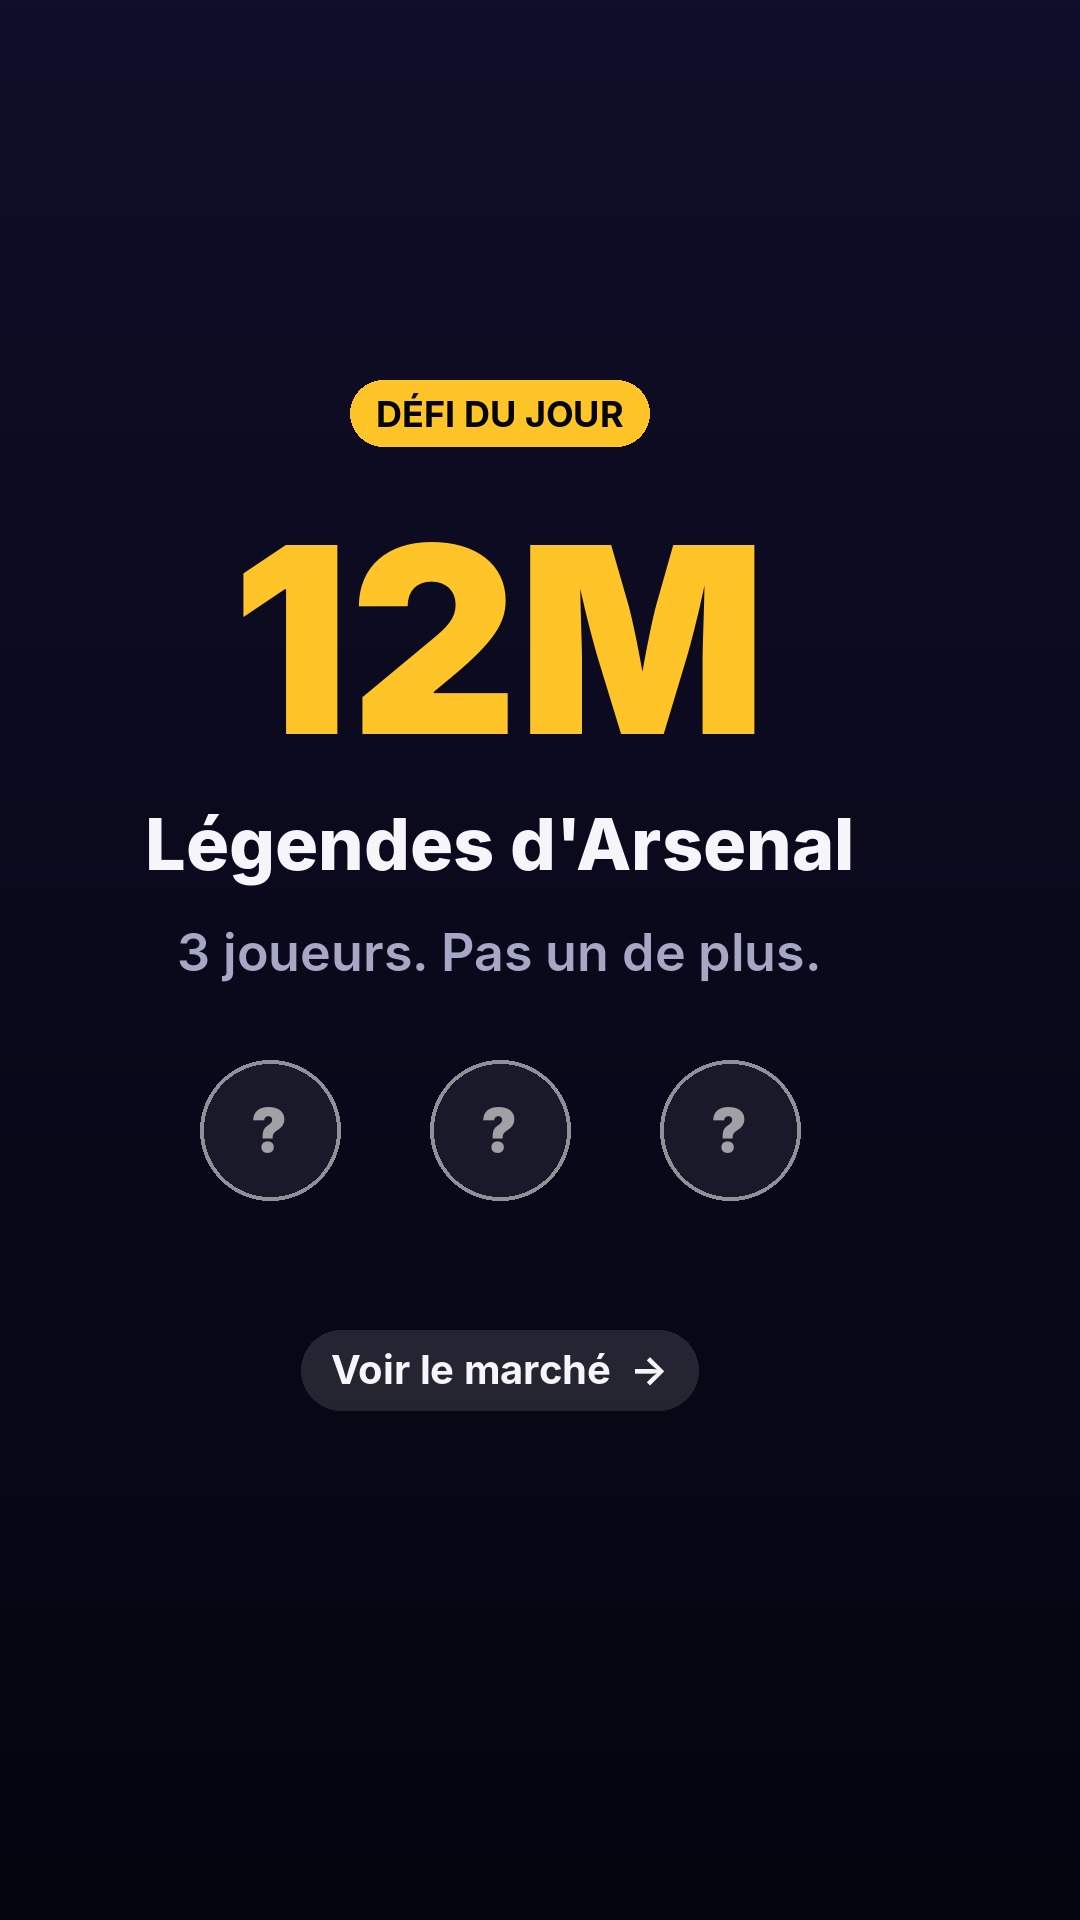 DÉFI DU JOUR
12M
Légendes d'Arsenal
3 joueurs. Pas un de plus.
? ? ?
Voir le marché →